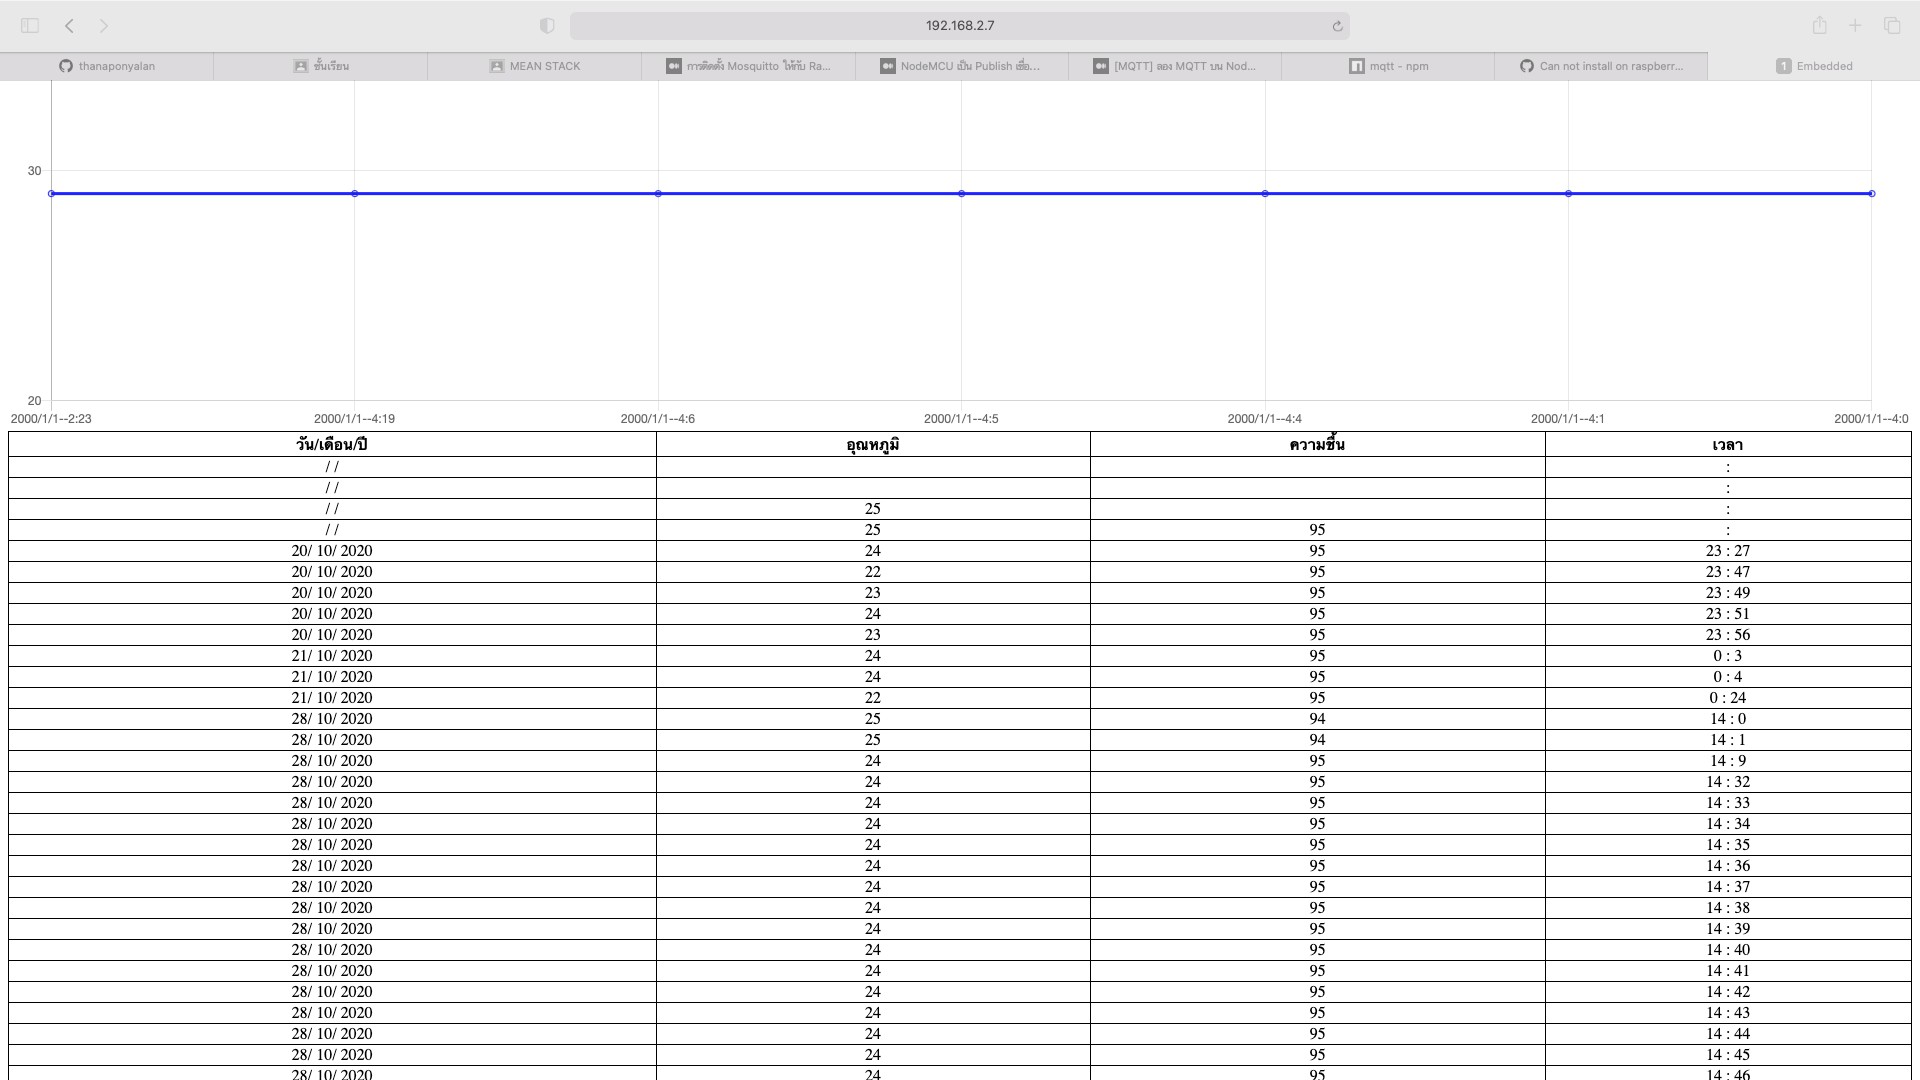 192.168.2.7
thanaponyalan ชั้นเรียน MEAN STACK การติดตั้ง Mosquitto ให้กับ Ra... NodeMCU เป็น Publish เชื่อ... [MQTT] ลอง MQTT บน Nod... mqtt - npm Can not install on raspberr... 1 Embedded
30
20
2000/1/1--2:23 2000/1/1--4:19 2000/1/1--4:6 2000/1/1--4:5 2000/1/1--4:4 2000/1/1--4:1 2000/1/1--4:0
วัน/เดือน/ปี อุณหภูมิ ความชื้น เวลา
/ / :
/ / :
/ / 25 :
/ / 25 95 :
20/ 10/ 2020 24 95 23 : 27
20/ 10/ 2020 22 95 23 : 47
20/ 10/ 2020 23 95 23 : 49
20/ 10/ 2020 24 95 23 : 51
20/ 10/ 2020 23 95 23 : 56
21/ 10/ 2020 24 95 0 : 3
21/ 10/ 2020 24 95 0 : 4
21/ 10/ 2020 22 95 0 : 24
28/ 10/ 2020 25 94 14 : 0
28/ 10/ 2020 25 94 14 : 1
28/ 10/ 2020 24 95 14 : 9
28/ 10/ 2020 24 95 14 : 32
28/ 10/ 2020 24 95 14 : 33
28/ 10/ 2020 24 95 14 : 34
28/ 10/ 2020 24 95 14 : 35
28/ 10/ 2020 24 95 14 : 36
28/ 10/ 2020 24 95 14 : 37
28/ 10/ 2020 24 95 14 : 38
28/ 10/ 2020 24 95 14 : 39
28/ 10/ 2020 24 95 14 : 40
28/ 10/ 2020 24 95 14 : 41
28/ 10/ 2020 24 95 14 : 42
28/ 10/ 2020 24 95 14 : 43
28/ 10/ 2020 24 95 14 : 44
28/ 10/ 2020 24 95 14 : 45
28/ 10/ 2020 24 95 14 : 46